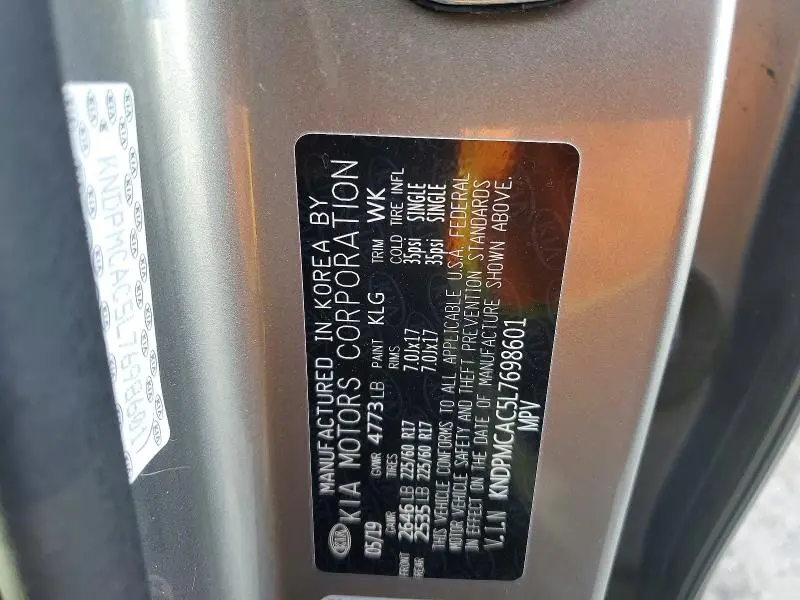 KNDPMCAC5L7698601
MANUFACTURED IN KOREA BY
KIA MOTORS CORPORATION
05/19 GVWR 4773LB PAINT KLG TRIM WK
GAWR TIRES RIMS COLD TIRE INFL
FRONT 2646LB 225/60 R17 7.0Jx17 35psi SINGLE
REAR 2535LB 225/60 R17 7.0Jx17 35psi SINGLE
THIS VEHICLE CONFORMS TO ALL APPLICABLE U.S.A. FEDERAL
MOTOR VEHICLE SAFETY AND THEFT PREVENTION STANDARDS
IN EFFECT ON THE DATE OF MANUFACTURE SHOWN ABOVE.
V.I.N KNDPMCAC5L7698601
MPV
KIA